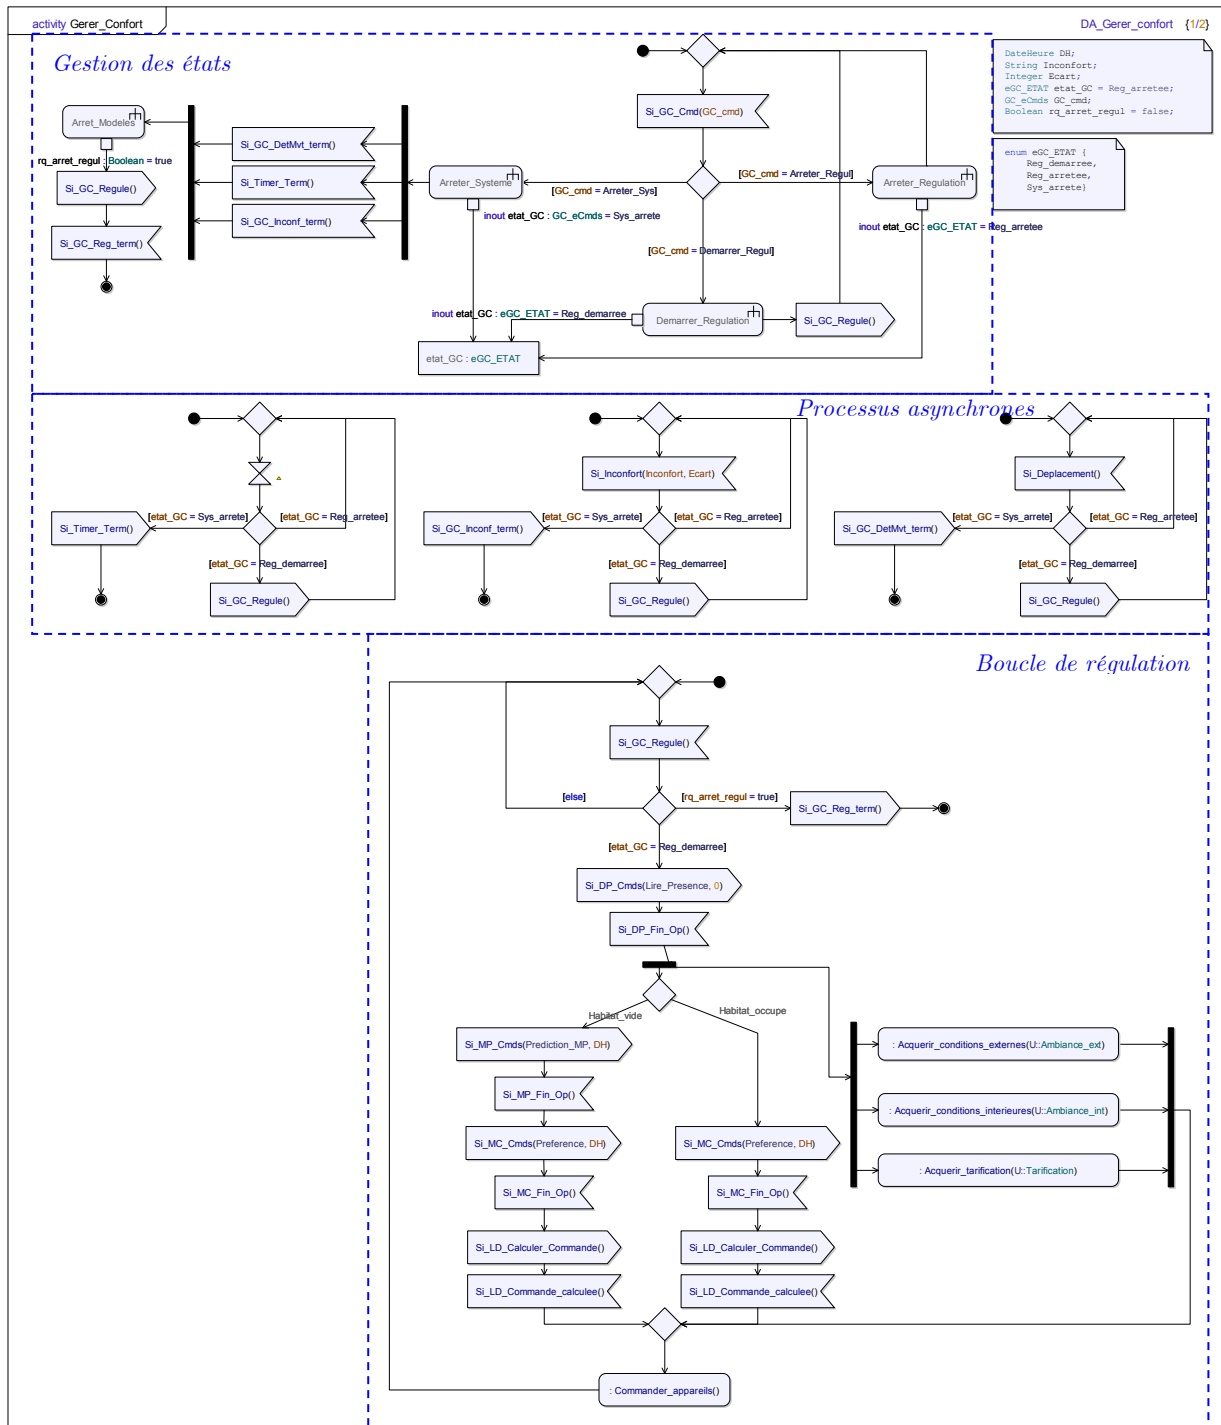 activity Gerer_Confort
DA_Gerer_confort {1/2}
Gestion des états
DateHeure DH;
String Inconfort;
Integer Ecart;
eGC_ETAT etat_GC = Reg_arretee;
GC_eCmds GC_cmd;
Boolean rq_arret_regul = false;
enum eGC_ETAT {
Reg_demarree,
Reg_arretee,
Sys_arrete}
Si_GC_Cmd(GC_cmd)
Arret_Modeles
Si_GC_DetMvt_term()
rq_arret_regul : Boolean = true
Si_GC_Regule()
Si_Timer_Term()
Arreter_Systeme
[GC_cmd = Arreter_Sys]
[GC_cmd = Arreter_Regul]
Arreter_Regulation
Si_GC_Inconf_term()
inout etat_GC : GC_eCmds = Sys_arrete
inout etat_GC : eGC_ETAT = Reg_arretee
Si_GC_Reg_term()
[GC_cmd = Demarrer_Regul]
inout etat_GC : eGC_ETAT = Reg_demarree
Demarrer_Regulation
Si_GC_Regule()
etat_GC : eGC_ETAT
Processus asynchrones
Si_Inconfort(Inconfort, Ecart)
Si_Deplacement()
Si_Timer_Term()
[etat_GC = Sys_arrete]
[etat_GC = Reg_arretee]
Si_GC_Inconf_term()
[etat_GC = Sys_arrete]
[etat_GC = Reg_arretee]
Si_GC_DetMvt_term()
[etat_GC = Sys_arrete]
[etat_GC = Reg_arretee]
[etat_GC = Reg_demarree]
[etat_GC = Reg_demarree]
[etat_GC = Reg_demarree]
Si_GC_Regule()
Si_GC_Regule()
Si_GC_Regule()
Boucle de régulation
Si_GC_Regule()
[else]
[rq_arret_regul = true]
Si_GC_Reg_term()
[etat_GC = Reg_demarree]
Si_DP_Cmds(Lire_Presence, 0)
Si_DP_Fin_Op()
Habitat_vide
Habitat_occupe
Si_MP_Cmds(Prediction_MP, DH)
: Acquerir_conditions_externes(U::Ambiance_ext)
Si_MP_Fin_Op()
: Acquerir_conditions_interieures(U::Ambiance_int)
Si_MC_Cmds(Preference, DH)
Si_MC_Cmds(Preference, DH)
: Acquerir_tarification(U::Tarification)
Si_MC_Fin_Op()
Si_MC_Fin_Op()
Si_LD_Calculer_Commande()
Si_LD_Calculer_Commande()
Si_LD_Commande_calculee()
Si_LD_Commande_calculee()
: Commander_appareils()